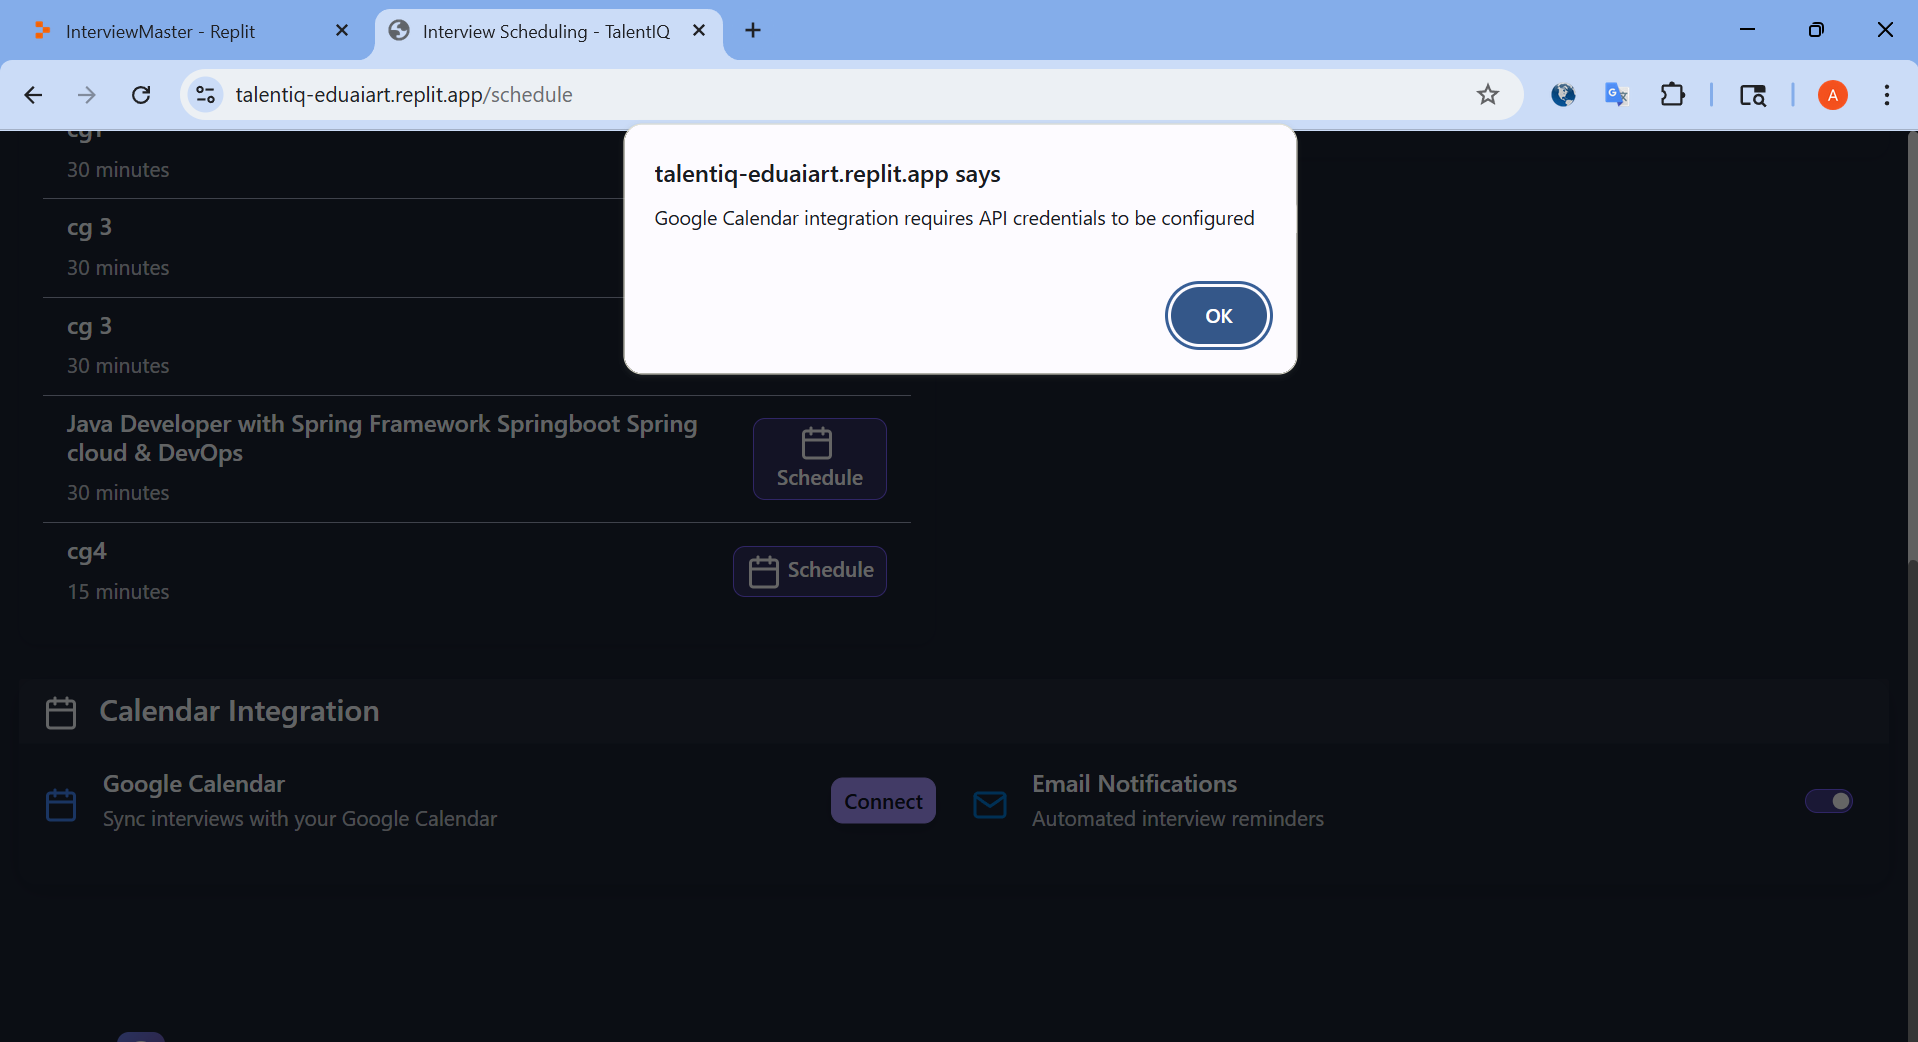 InterviewMaster - Replit
Interview Scheduling - TalentIQ
talentiq-eduaiart.replit.app/schedule
A
talentiq-eduaiart.replit.app says
Google Calendar integration requires API credentials to be configured
OK
30 minutes
cg 3
30 minutes
cg 3
30 minutes
Java Developer with Spring Framework Springboot Spring
cloud & DevOps
30 minutes
Schedule
cg4
15 minutes
Schedule
Calendar Integration
Google Calendar
Sync interviews with your Google Calendar
Connect
Email Notifications
Automated interview reminders